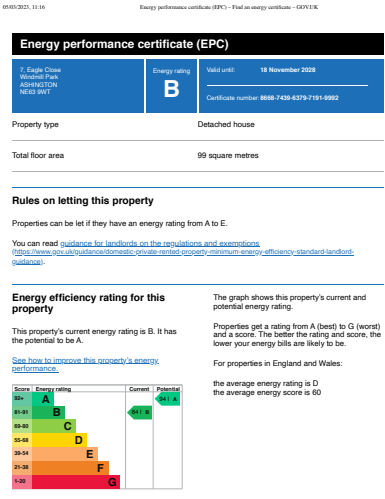 05/03/2023, 11:16
Energy performance certificate (EPC) – Find an energy certificate – GOV.UK
Energy performance certificate (EPC)
7, Eagle Close
Windmill Park
ASHINGTON
NE63 9WT
Energy rating
B
Valid until: 18 November 2028
Certificate number: 8668-7439-6379-7191-9992
Property type Detached house
Total floor area 99 square metres
Rules on letting this property
Properties can be let if they have an energy rating from A to E.
You can read guidance for landlords on the regulations and exemptions
(https://www.gov.uk/guidance/domestic-private-rented-property-minimum-energy-efficiency-standard-landlord-
guidance).
Energy efficiency rating for this
property
This property's current energy rating is B. It has
the potential to be A.
See how to improve this property's energy
performance.
Score Energy rating Current Potential
92+ A 94 | A
81-91 B 84 | B
69-80 C
55-68 D
39-54 E
21-38 F
1-20 G
The graph shows this property's current and
potential energy rating.
Properties get a rating from A (best) to G (worst)
and a score. The better the rating and score, the
lower your energy bills are likely to be.
For properties in England and Wales:
the average energy rating is D
the average energy score is 60